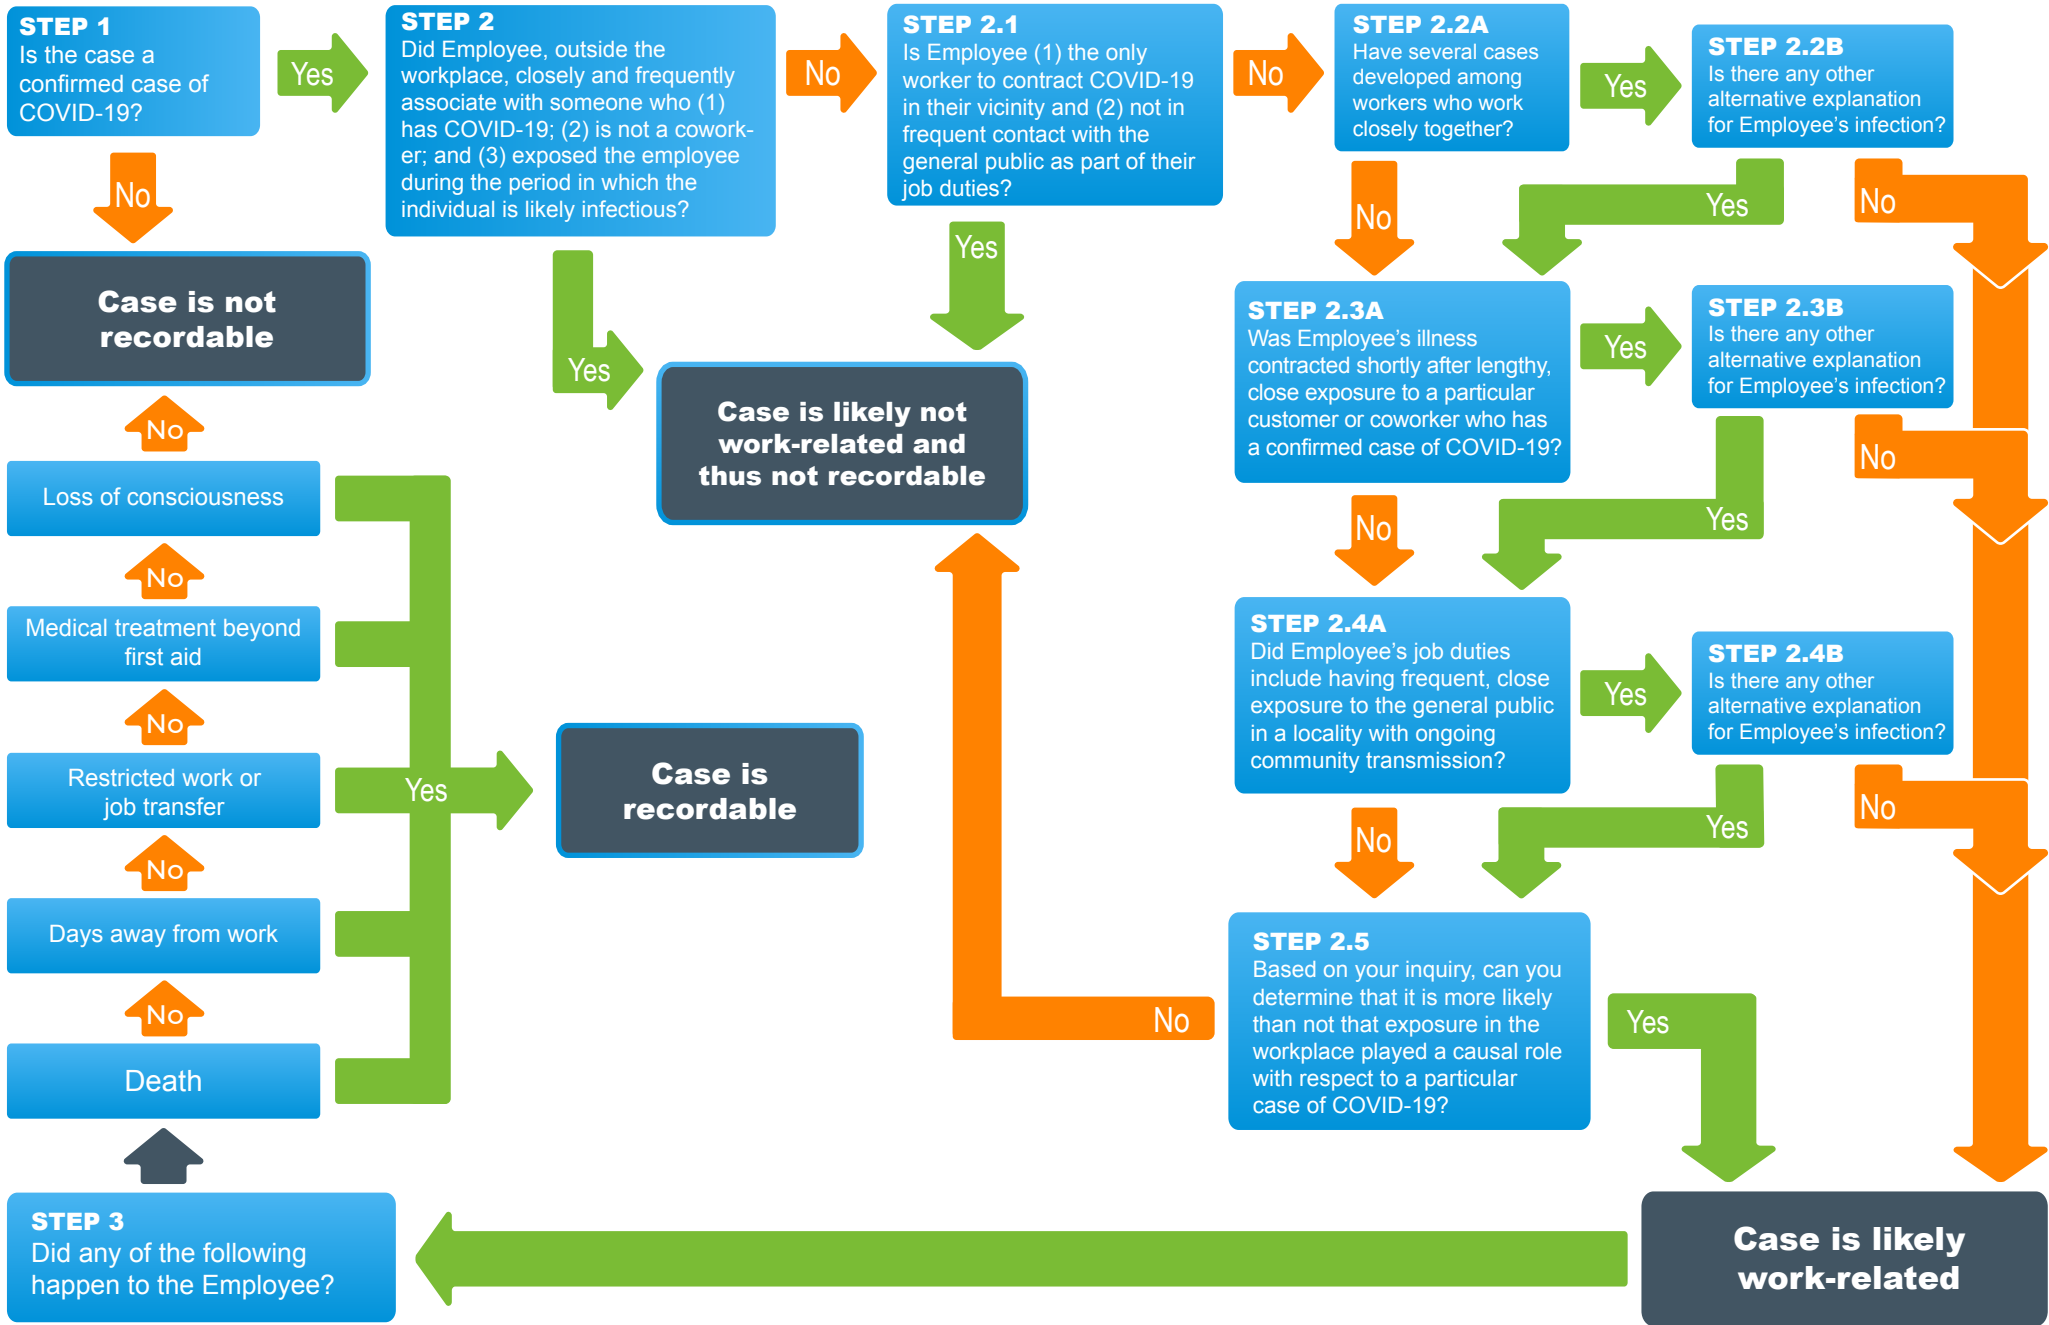 STEP 1
Is the case a
confirmed case of
COVID-19?
Yes
No
STEP 2
Did Employee, outside the
workplace, closely and frequently
associate with someone who (1)
has COVID-19; (2) is not a cowork-
er; and (3) exposed the employee
during the period in which the
individual is likely infectious?
No
Yes
STEP 2.1
Is Employee (1) the only
worker to contract COVID-19
in their vicinity and (2) not in
frequent contact with the
general public as part of their
job duties?
No
Yes
STEP 2.2A
Have several cases
developed among
workers who work
closely together?
Yes
No
STEP 2.2B
Is there any other
alternative explanation
for Employee's infection?
Yes
No
Case is not
recordable
Case is likely not
work-related and
thus not recordable
STEP 2.3A
Was Employee's illness
contracted shortly after lengthy,
close exposure to a particular
customer or coworker who has
a confirmed case of COVID-19?
Yes
No
STEP 2.3B
Is there any other
alternative explanation
for Employee's infection?
Yes
No
STEP 2.4A
Did Employee's job duties
include having frequent, close
exposure to the general public
in a locality with ongoing
community transmission?
Yes
No
STEP 2.4B
Is there any other
alternative explanation
for Employee's infection?
Yes
No
STEP 2.5
Based on your inquiry, can you
determine that it is more likely
than not that exposure in the
workplace played a causal role
with respect to a particular
case of COVID-19?
No
Yes
Case is likely
work-related
STEP 3
Did any of the following
happen to the Employee?
Death
No
Days away from work
No
Restricted work or
job transfer
No
Medical treatment beyond
first aid
No
Loss of consciousness
No
Yes
Case is
recordable